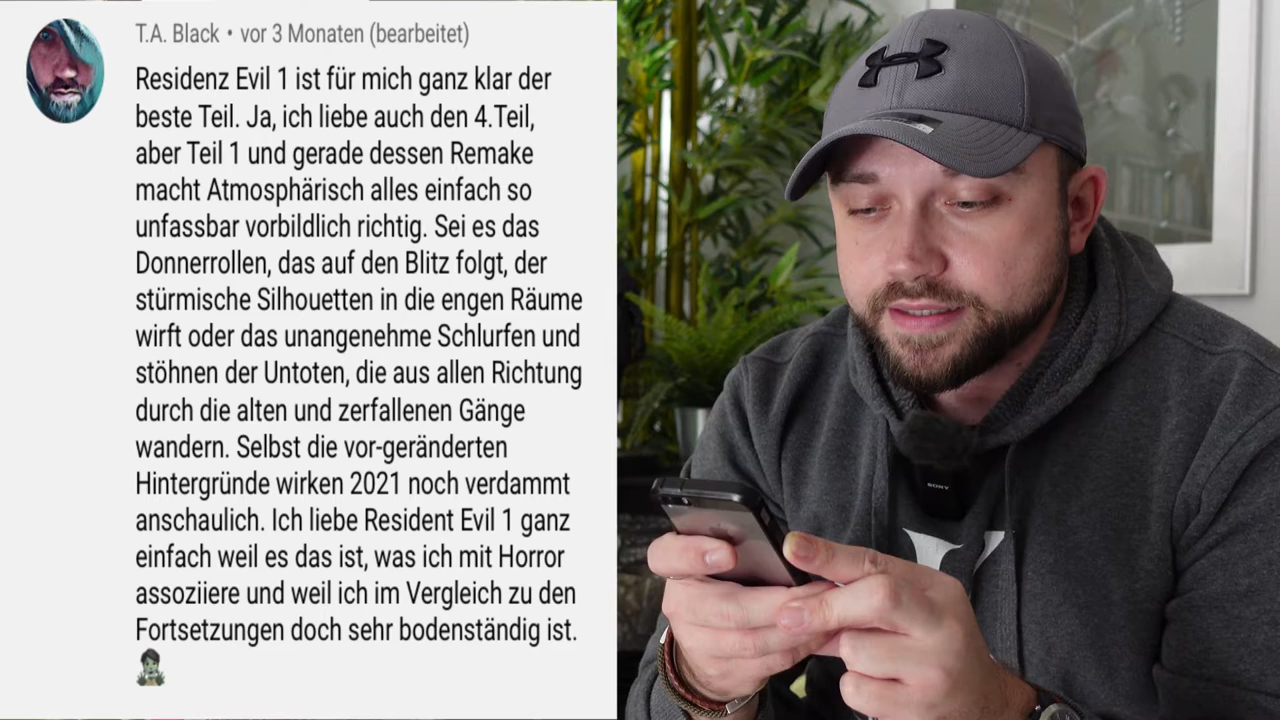 T.A. Black • vor 3 Monaten (bearbeitet)
Residenz Evil 1 ist für mich ganz klar der
beste Teil. Ja, ich liebe auch den 4.Teil,
aber Teil 1 und gerade dessen Remake
macht Atmosphärisch alles einfach so
unfassbar vorbildlich richtig. Sei es das
Donnerrollen, das auf den Blitz folgt, der
stürmische Silhouetten in die engen Räume
wirft oder das unangenehme Schlurfen und
stöhnen der Untoten, die aus allen Richtung
durch die alten und zerfallenen Gänge
wandern. Selbst die vor-geränderten
Hintergründe wirken 2021 noch verdammt
anschaulich. Ich liebe Resident Evil 1 ganz
einfach weil es das ist, was ich mit Horror
assoziiere und weil ich im Vergleich zu den
Fortsetzungen doch sehr bodenständig ist.
SONY